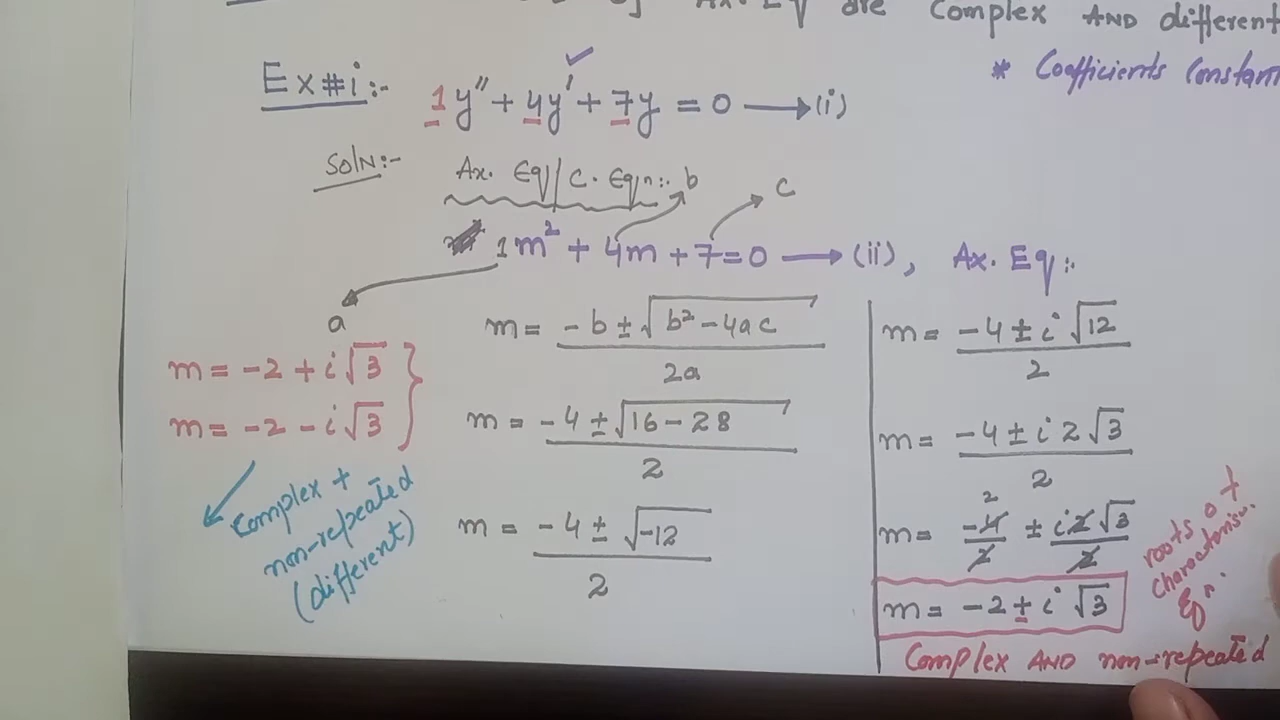 Ax. Eq are Complex AND different
* Coefficients Constan
Ex#i:- 1y'' + 4y' + 7y = 0 → (i)
Soln:- Ax. Eq/C. Eqn:. b
c
1m² + 4m + 7 = 0 → (ii), Ax. Eq:.
a
m = (-b ± √(b² - 4ac))/2a
m = (-4 ± √(16 - 28))/2
m = (-4 ± √(-12))/2
m = (-4 ± i √12)/2
m = (-4 ± i 2√3)/2
m = -4/2 ± i2√3/2
2
m = -2 ± i √3
Complex AND non-repeated
roots of
Eqn.
m = -2 + i√3
m = -2 - i√3
Complex +
non-repeated
(different)